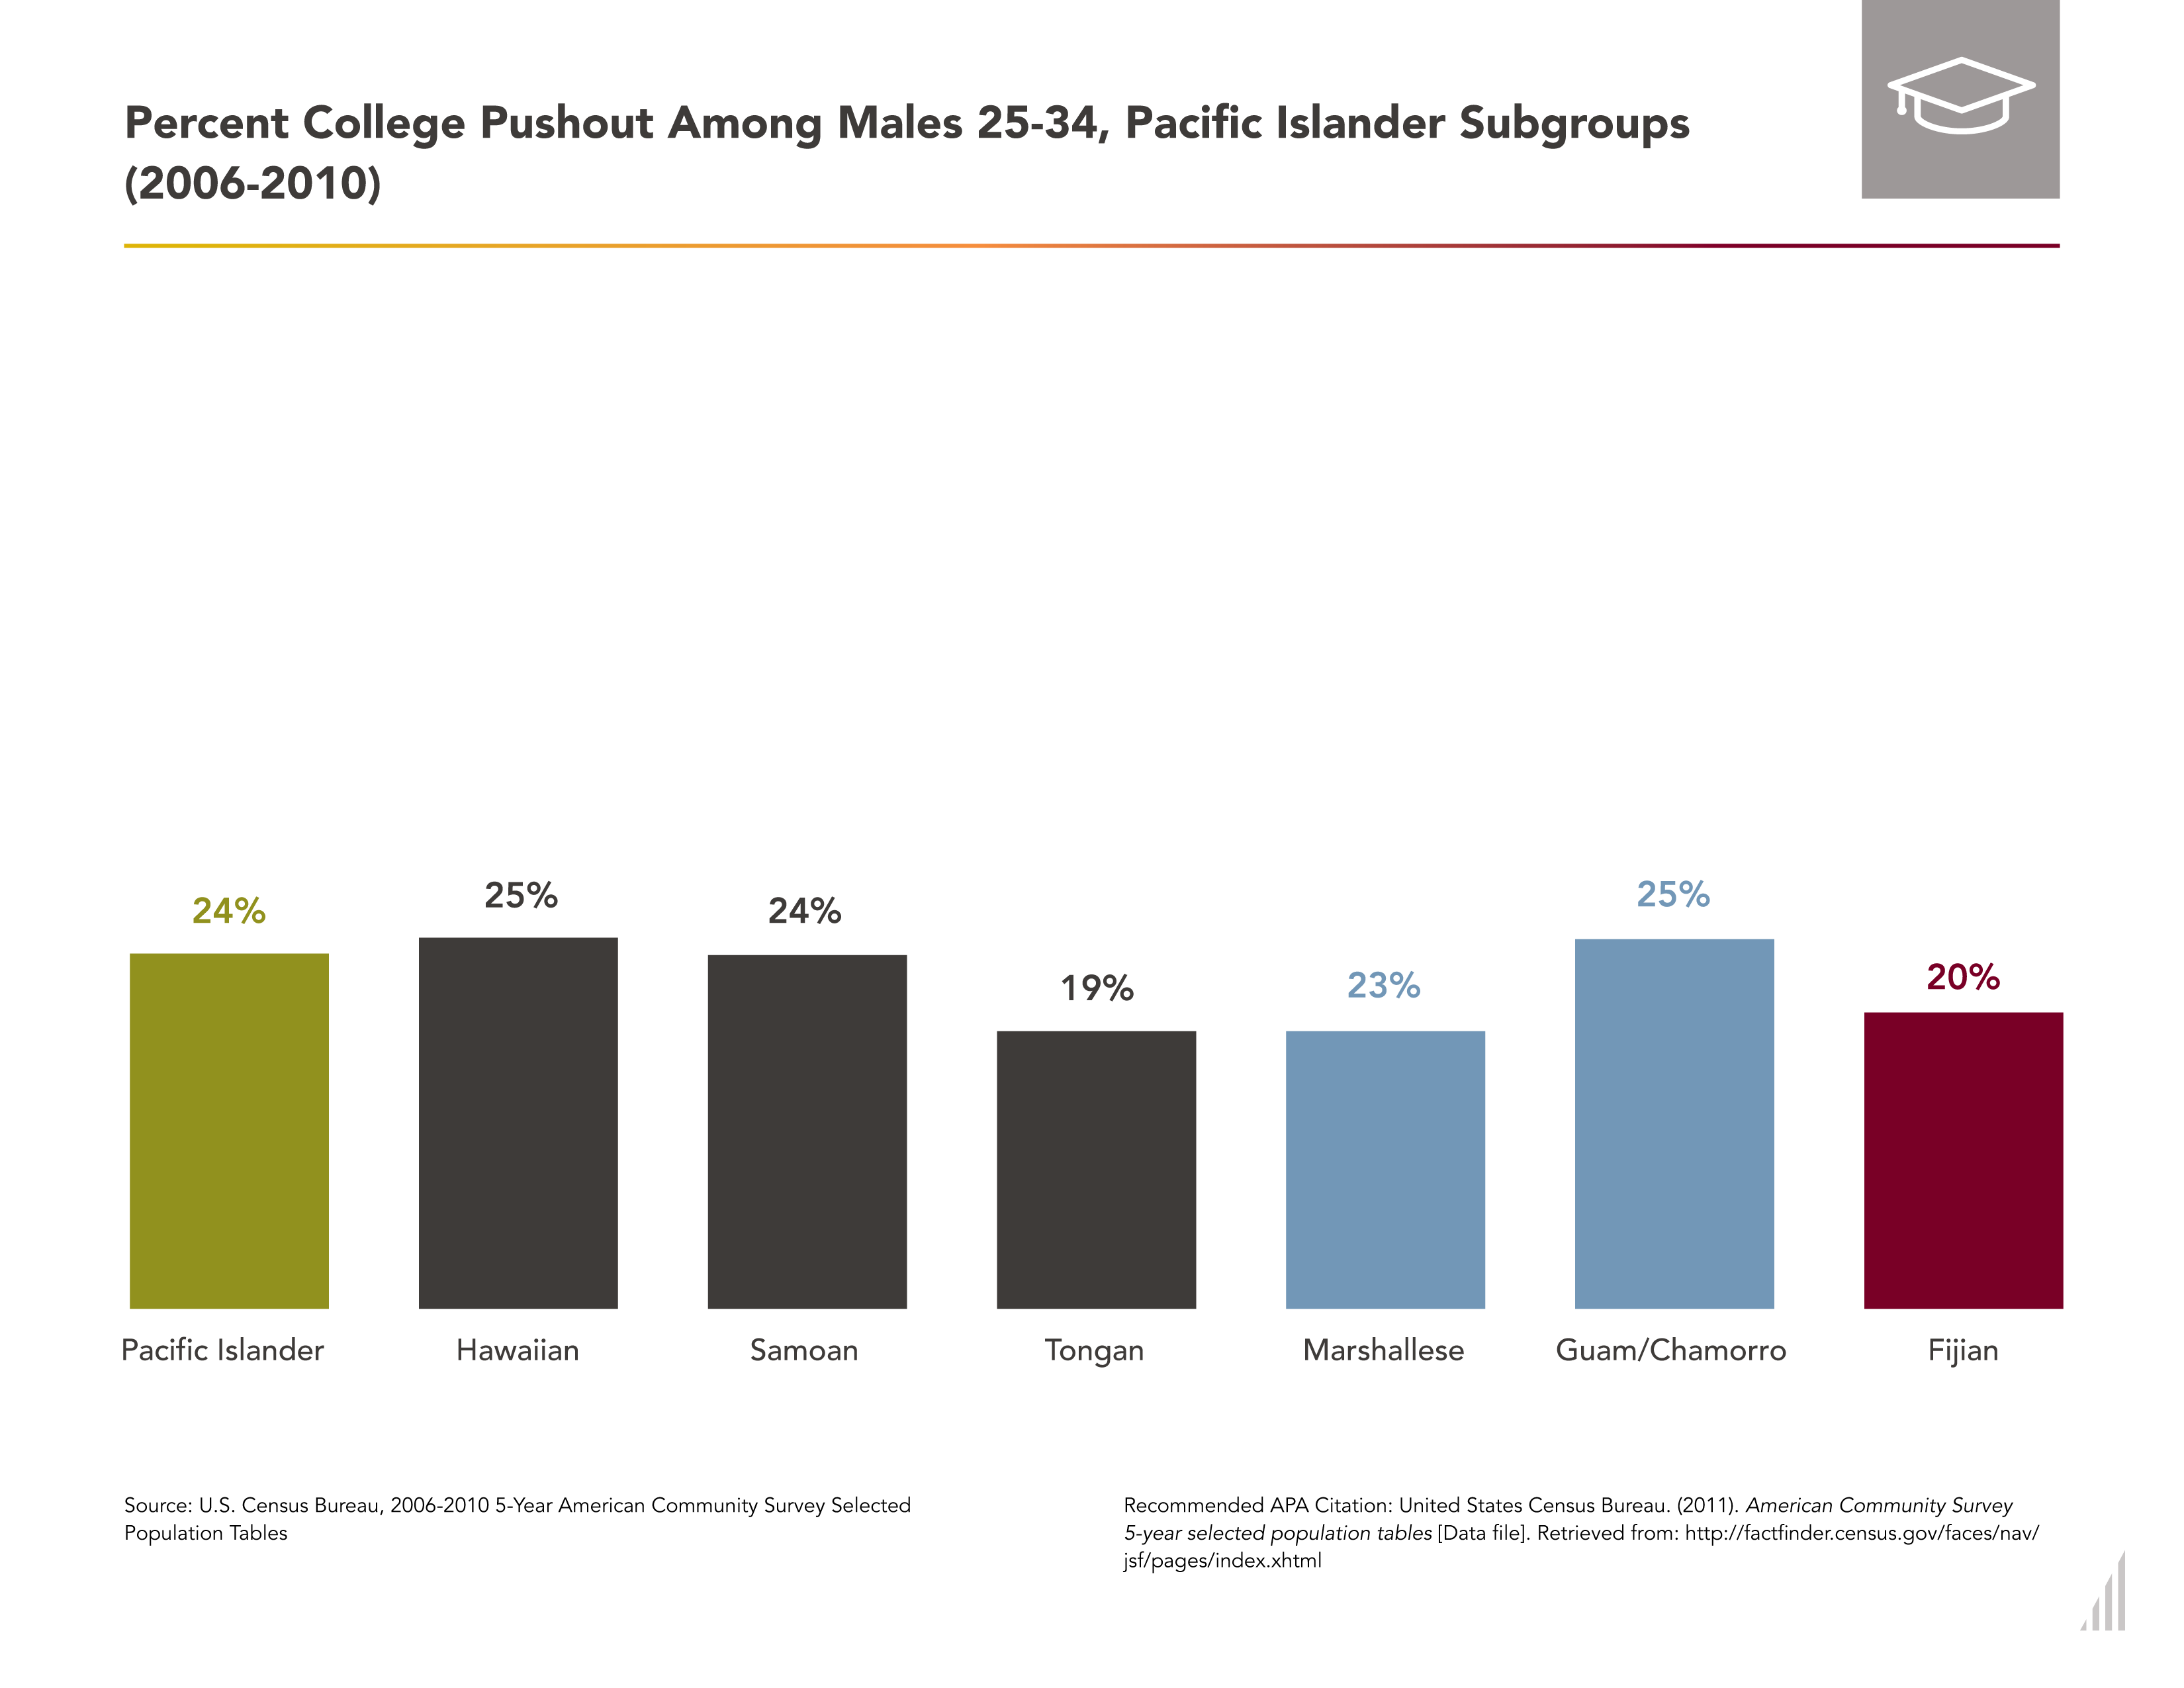 Percent College Pushout Among Males 25-34, Pacific Islander Subgroups
(2006-2010)
24%
25%
24%
19%
23%
25%
20%
Pacific Islander
Hawaiian
Samoan
Tongan
Marshallese
Guam/Chamorro
Fijian
Source: U.S. Census Bureau, 2006-2010 5-Year American Community Survey Selected
Population Tables
Recommended APA Citation: United States Census Bureau. (2011). American Community Survey
5-year selected population tables [Data file]. Retrieved from: http://factfinder.census.gov/faces/nav/
jsf/pages/index.xhtml